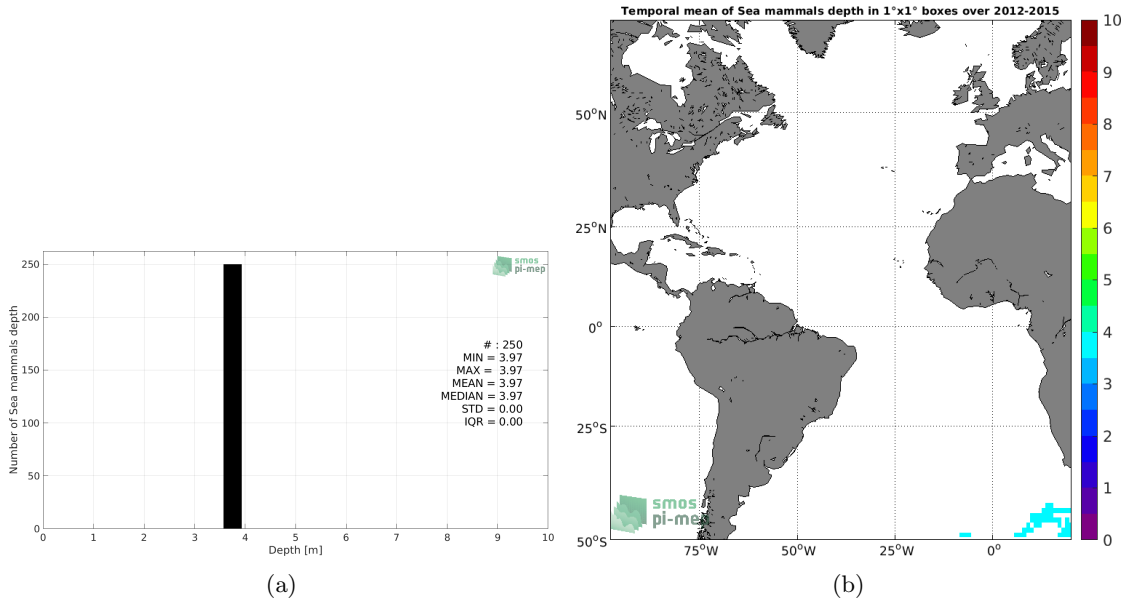 Temporal mean of Sea mammals depth in 1°x1° boxes over 2012-2015
250
200
150
100
50
0
Number of Sea mammals depth
smos
pi-mep
# : 250
MIN = 3.97
MAX = 3.97
MEAN = 3.97
MEDIAN = 3.97
STD = 0.00
IQR = 0.00
0 1 2 3 4 5 6 7 8 9 10
Depth [m]
(a)
50°N
25°N
0°
25°S
50°S
smos
pi-mep
75°W 50°W 25°W 0°
10
9
8
7
6
5
4
3
2
1
0
(b)